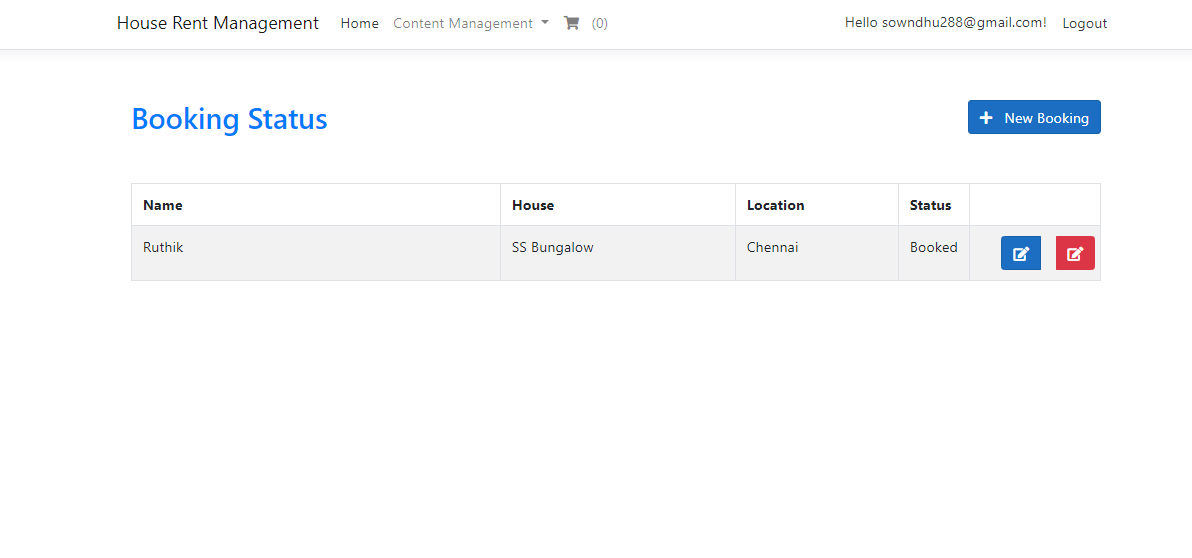 House Rent Management Home Content Management (0) Hello sowndhu288@gmail.com! Logout
Booking Status
New Booking
Name House Location Status
Ruthik SS Bungalow Chennai Booked